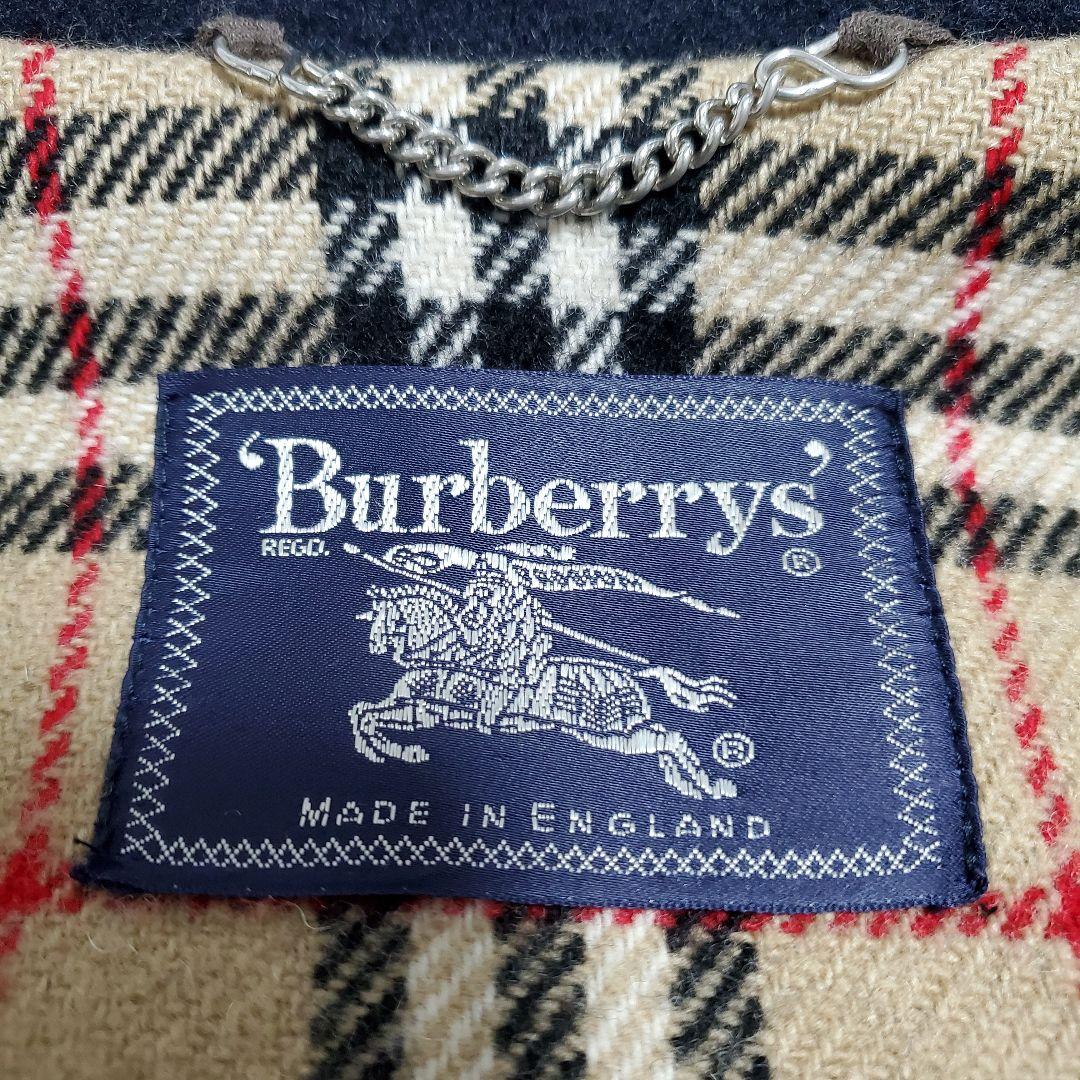 'Burberrys'
REGD. ®
®
MADE IN ENGLAND